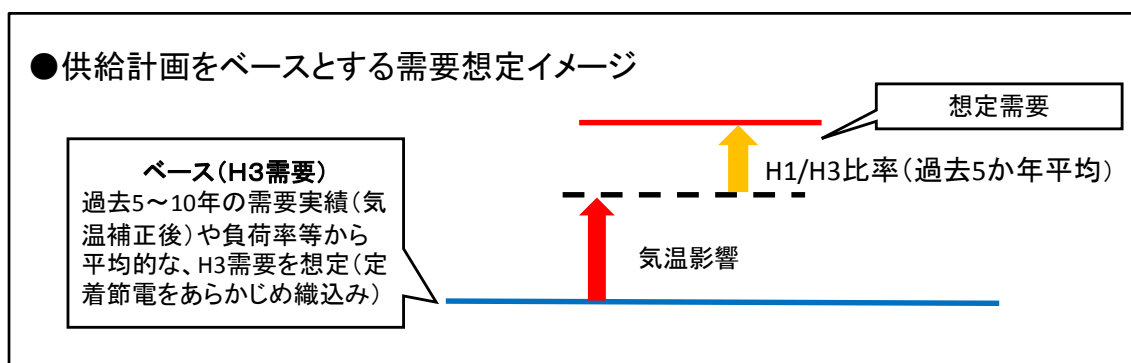 ●供給計画をベースとする需要想定イメージ
想定需要
ベース(H3需要)
過去5~10年の需要実績(気
温補正後)や負荷率等から
平均的な、H3需要を想定(定
着節電をあらかじめ織込み)
H1/H3比率(過去5か年平均)
気温影響